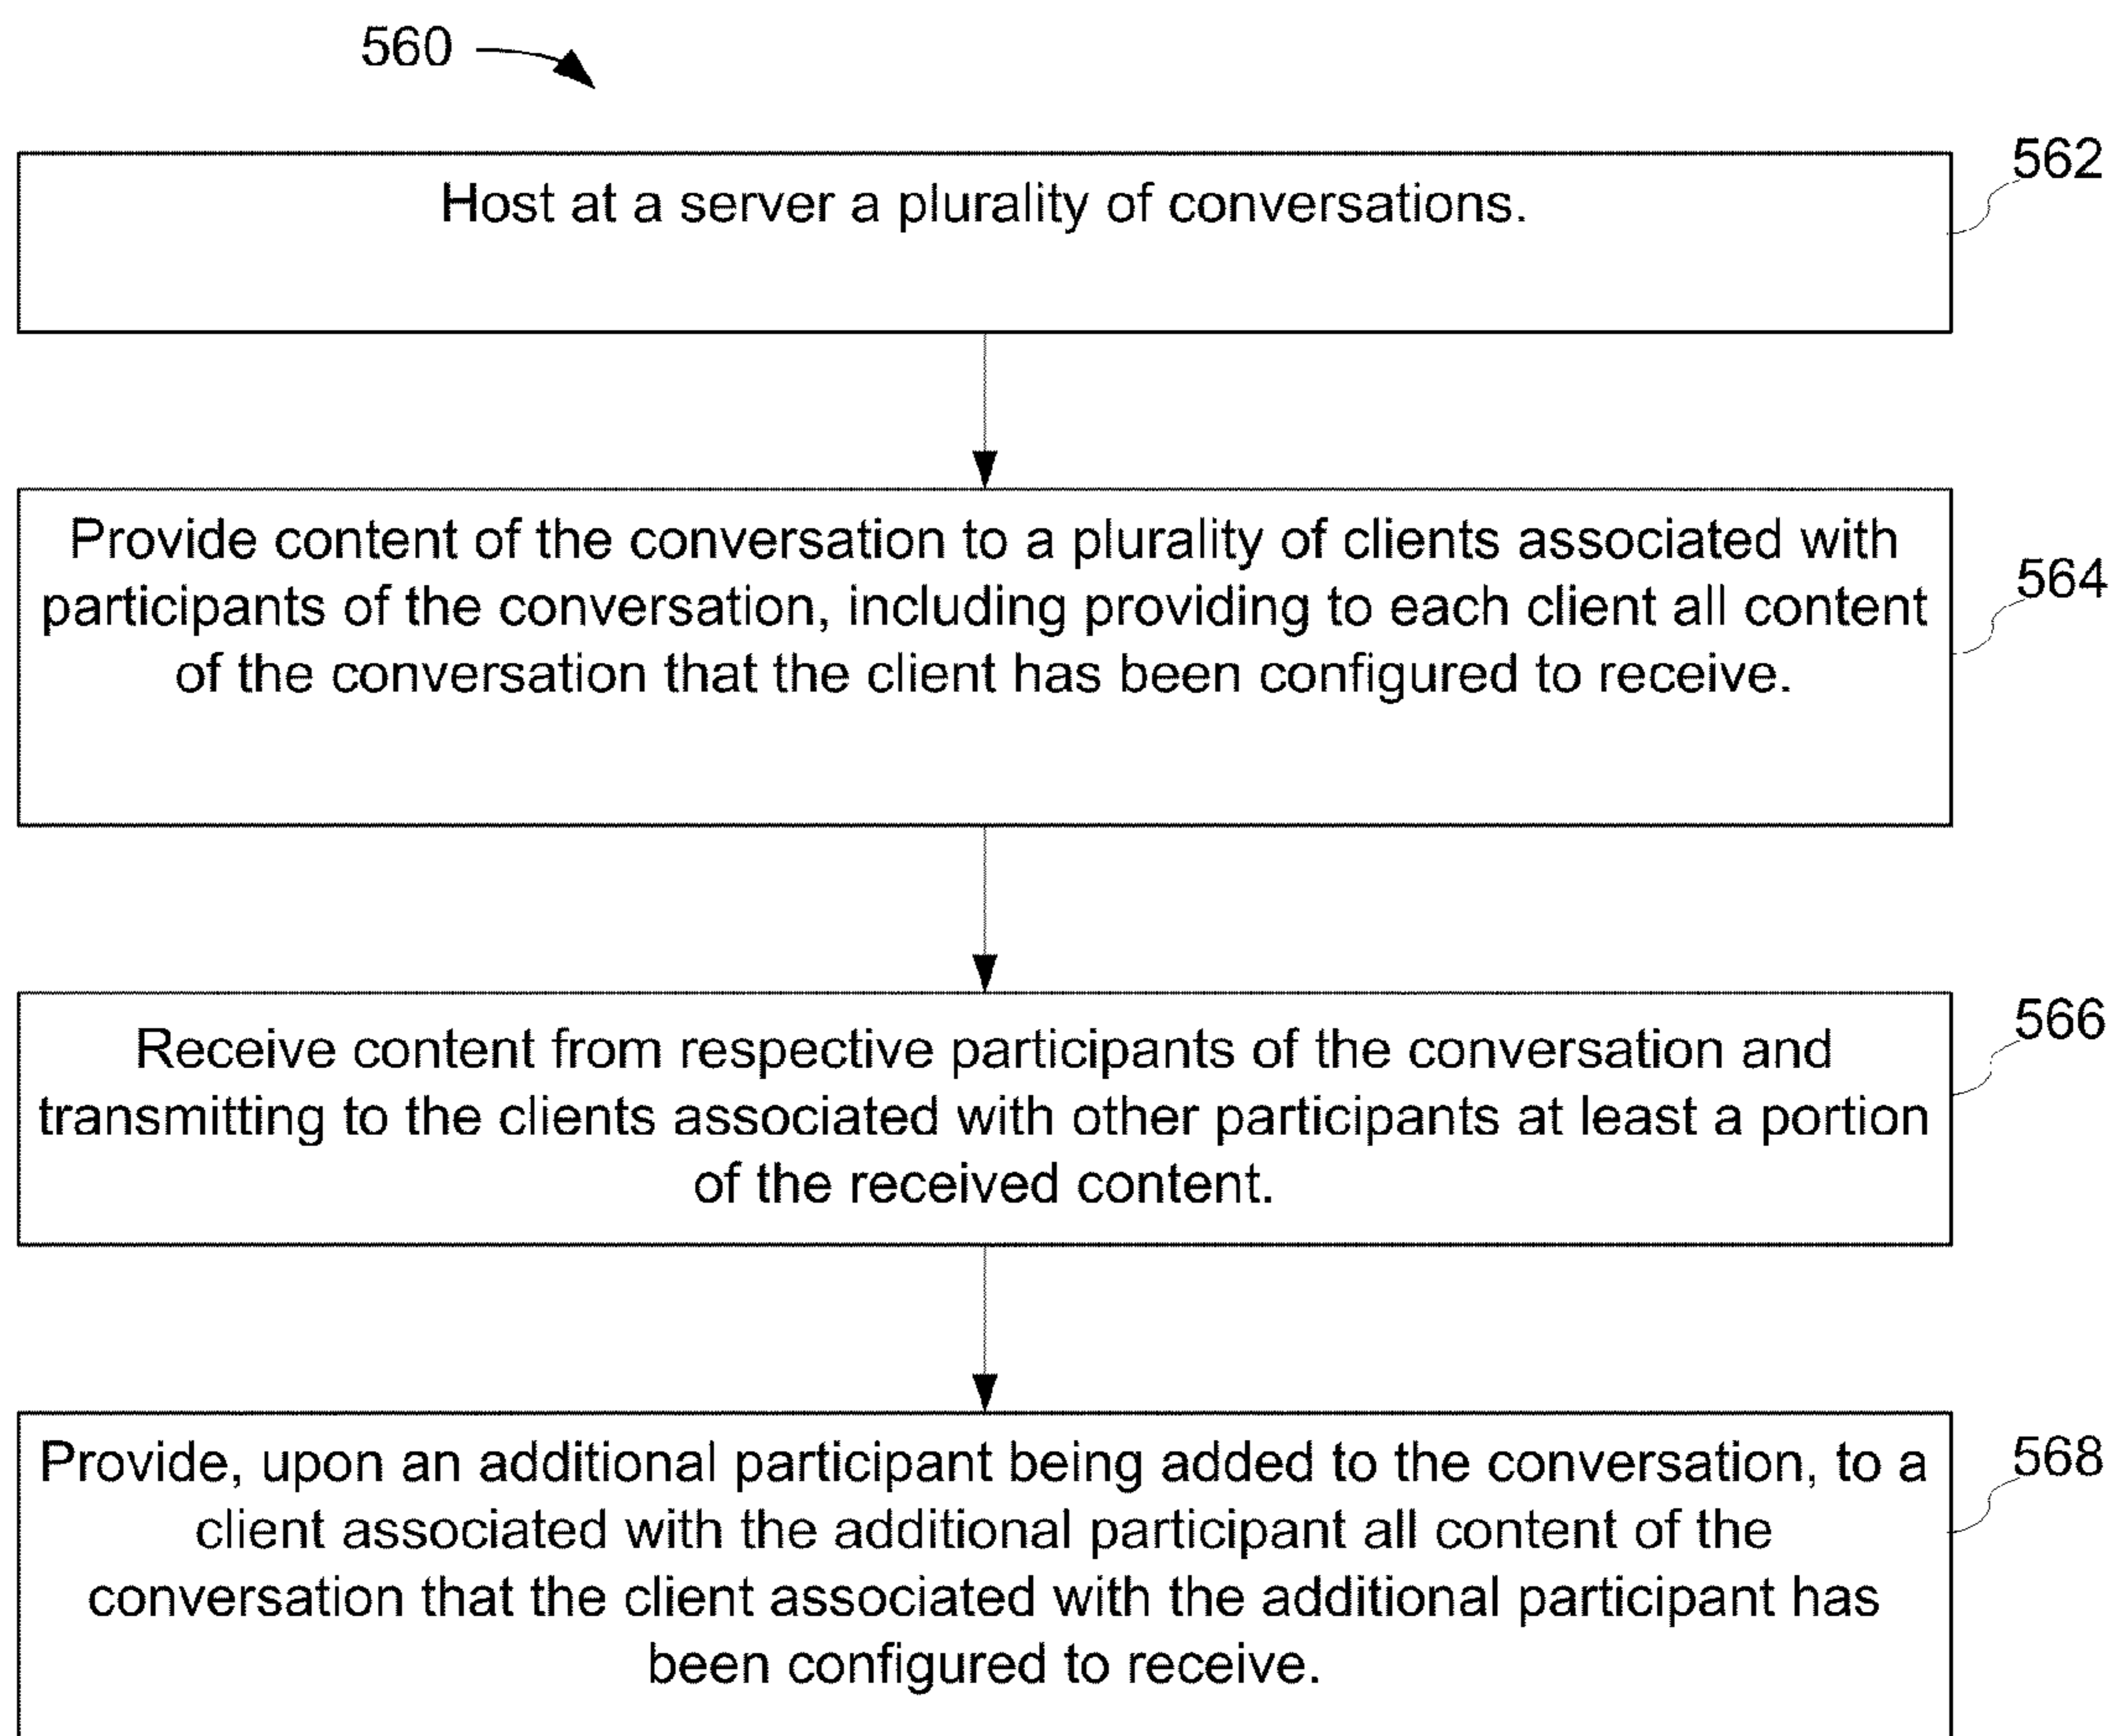 560
562
Host at a server a plurality of conversations.
Provide content of the conversation to a plurality of clients associated with
564
participants of the conversation, including providing to each client all content
of the conversation that the client has been configured to receive.
566
Receive content from respective participants of the conversation and
transmitting to the clients associated with other participants at least a portion
of the received content.
568
Provide, upon an additional participant being added to the conversation, to a
client associated with the additional participant all content of the
conversation that the client associated with the additional participant has
been configured to receive.